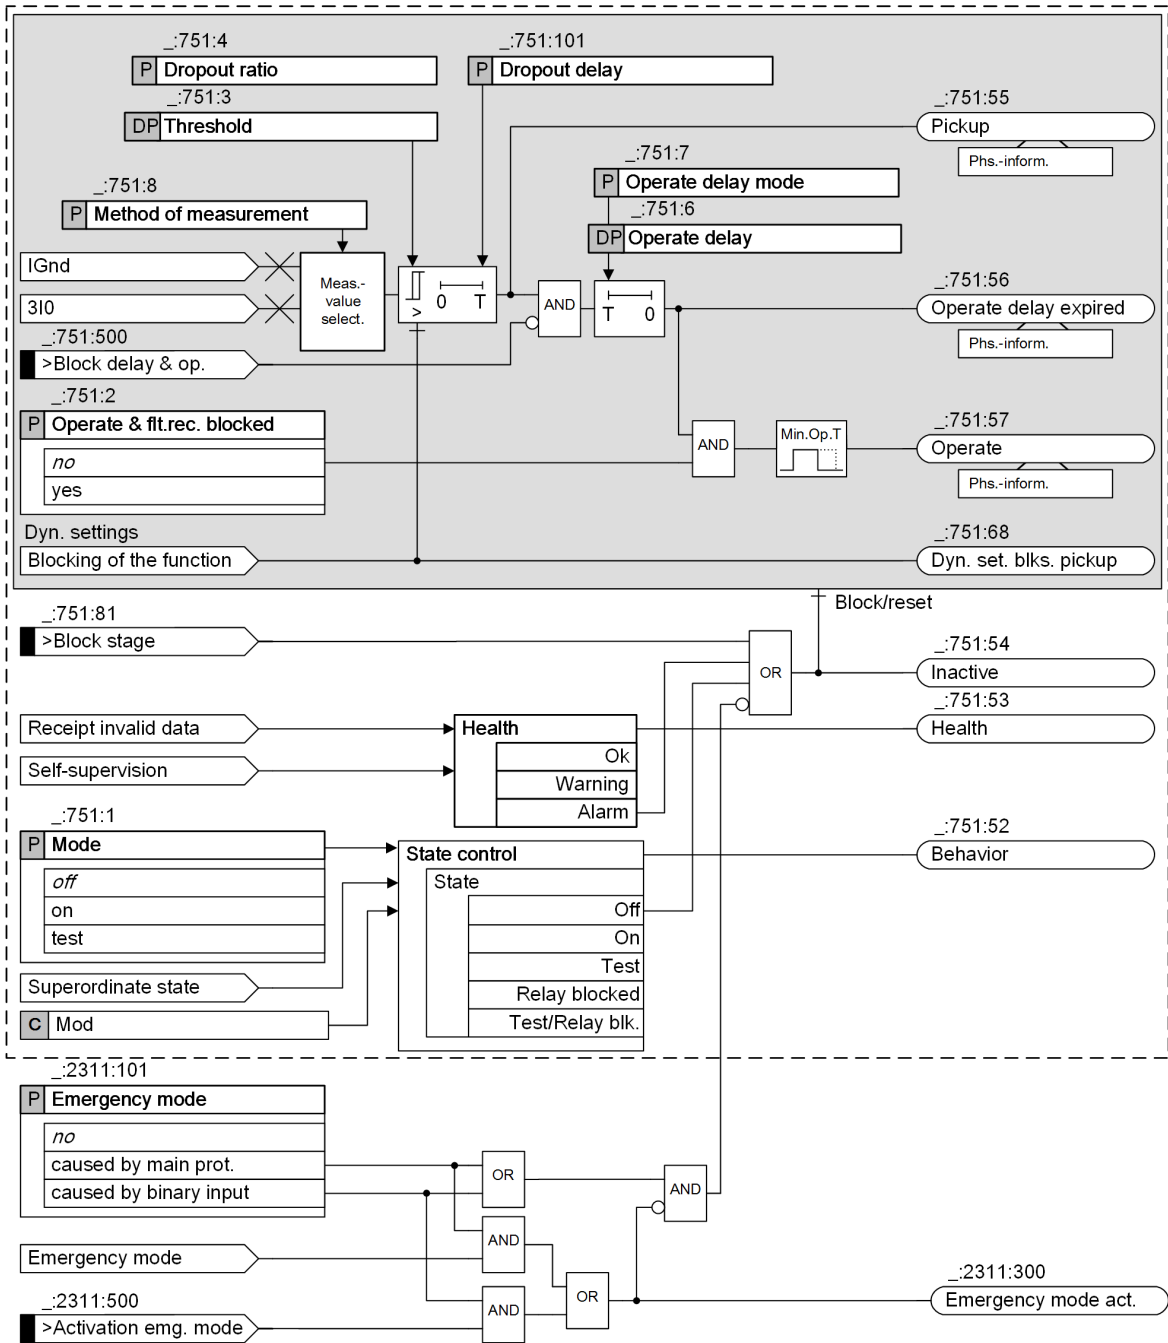 _:751:4
P Dropout ratio
_:751:101
P Dropout delay
_:751:3
DP Threshold
_:751:55
Pickup
Phs.-inform.
_:751:7
P Operate delay mode
_:751:8
P Method of measurement
_:751:6
DP Operate delay
IGnd
3I0
Meas.-
value
select.
> 0 T
AND
T 0
_:751:56
Operate delay expired
Phs.-inform.
_:751:500
>Block delay & op.
_:751:2
P Operate & flt.rec. blocked
no
yes
AND
Min.Op.T
_:751:57
Operate
Phs.-inform.
Dyn. settings
Blocking of the function
_:751:68
Dyn. set. blks. pickup
Block/reset
_:751:81
>Block stage
OR
_:751:54
Inactive
Receipt invalid data
Self-supervision
Health
Ok
Warning
Alarm
_:751:53
Health
_:751:1
P Mode
off
on
test
Superordinate state
C Mod
State control
State
Off
On
Test
Relay blocked
Test/Relay blk.
_:751:52
Behavior
_:2311:101
P Emergency mode
no
caused by main prot.
caused by binary input
OR
AND
Emergency mode
AND
_:2311:500
>Activation emg. mode
AND
OR
_:2311:300
Emergency mode act.